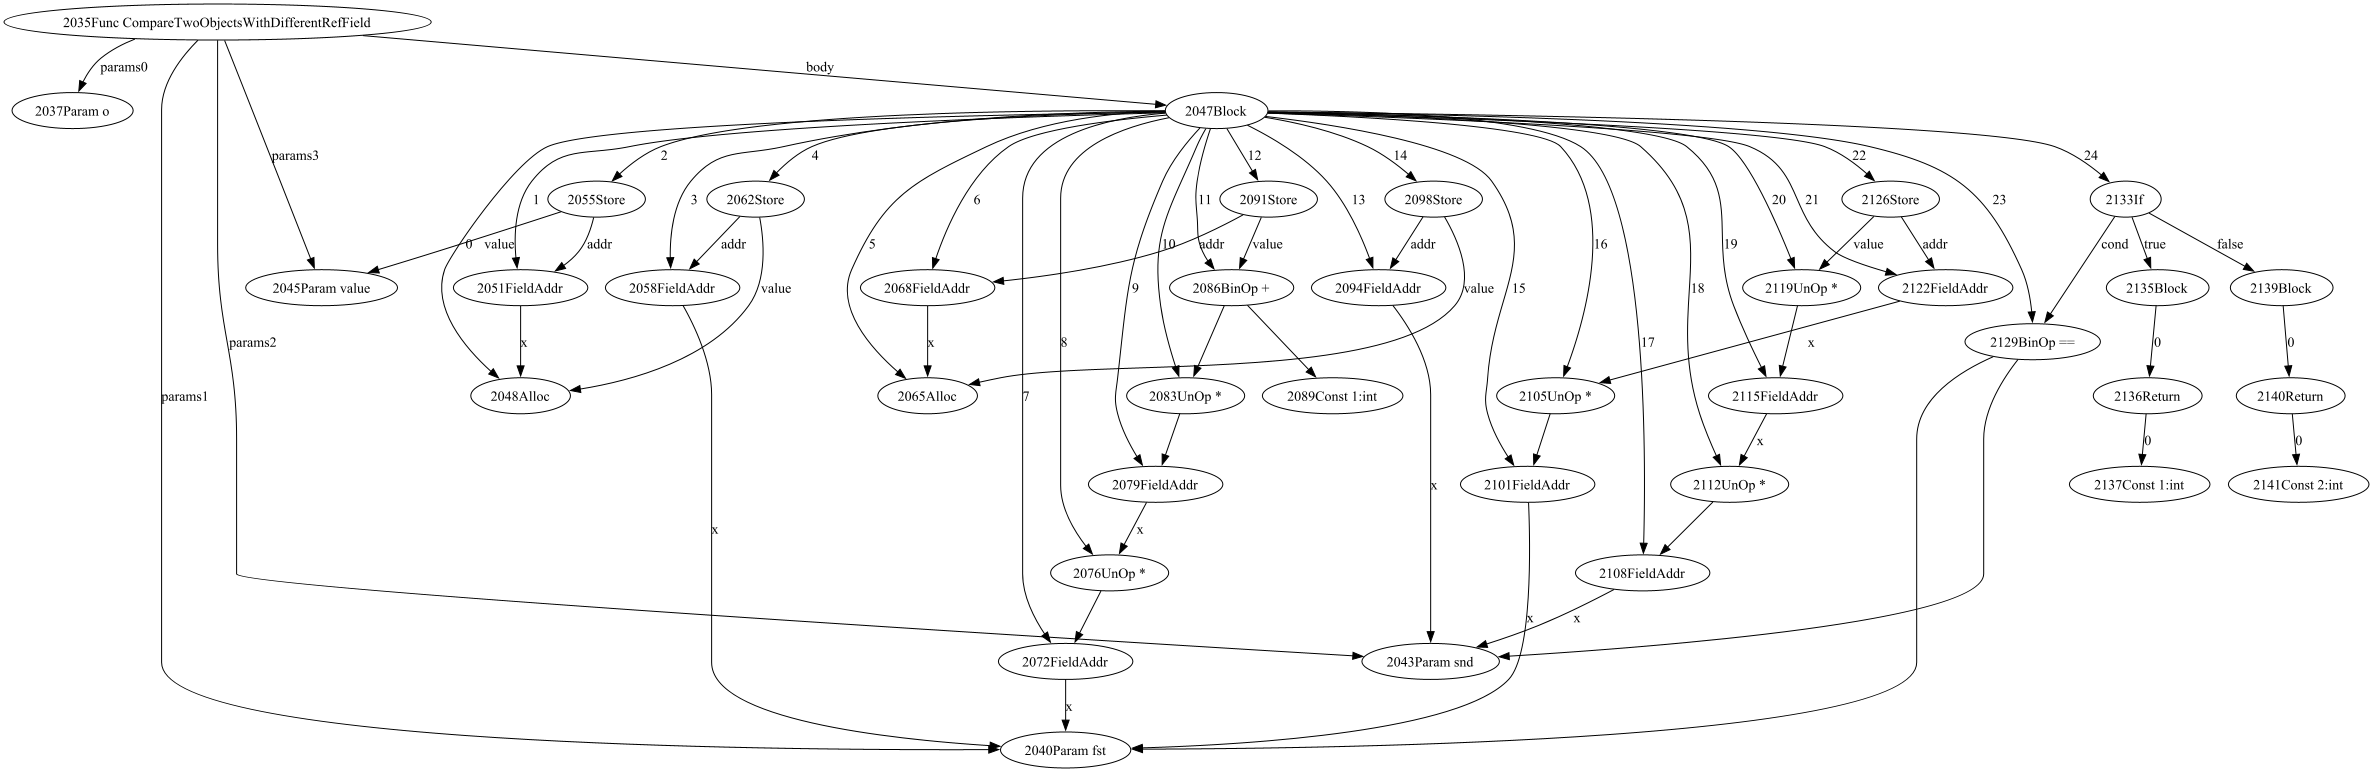 2035Func CompareTwoObjectsWithDifferentRefField
params0
body
2037Param o
2047Block
params3
2
4
12
14
20
22
24
1
3
6
11
13
21
23
2055Store
2062Store
2091Store
2098Store
2126Store
2133If
0
value
addr
addr
5
10
addr
value
addr
16
19
value
addr
cond
true
false
2045Param value
2051FieldAddr
2058FieldAddr
2068FieldAddr
2086BinOp +
2094FieldAddr
2119UnOp *
2122FieldAddr
2135Block
2139Block
value
9
value
15
18
params2
x
x
8
17
x
2129BinOp ==
0
0
params1
2048Alloc
2065Alloc
7
2083UnOp *
2089Const 1:int
2105UnOp *
2115FieldAddr
2136Return
2140Return
x
0
0
2079FieldAddr
x
2101FieldAddr
2112UnOp *
2137Const 1:int
2141Const 2:int
x
x
2076UnOp *
2108FieldAddr
x
x
2072FieldAddr
2043Param snd
x
2040Param fst